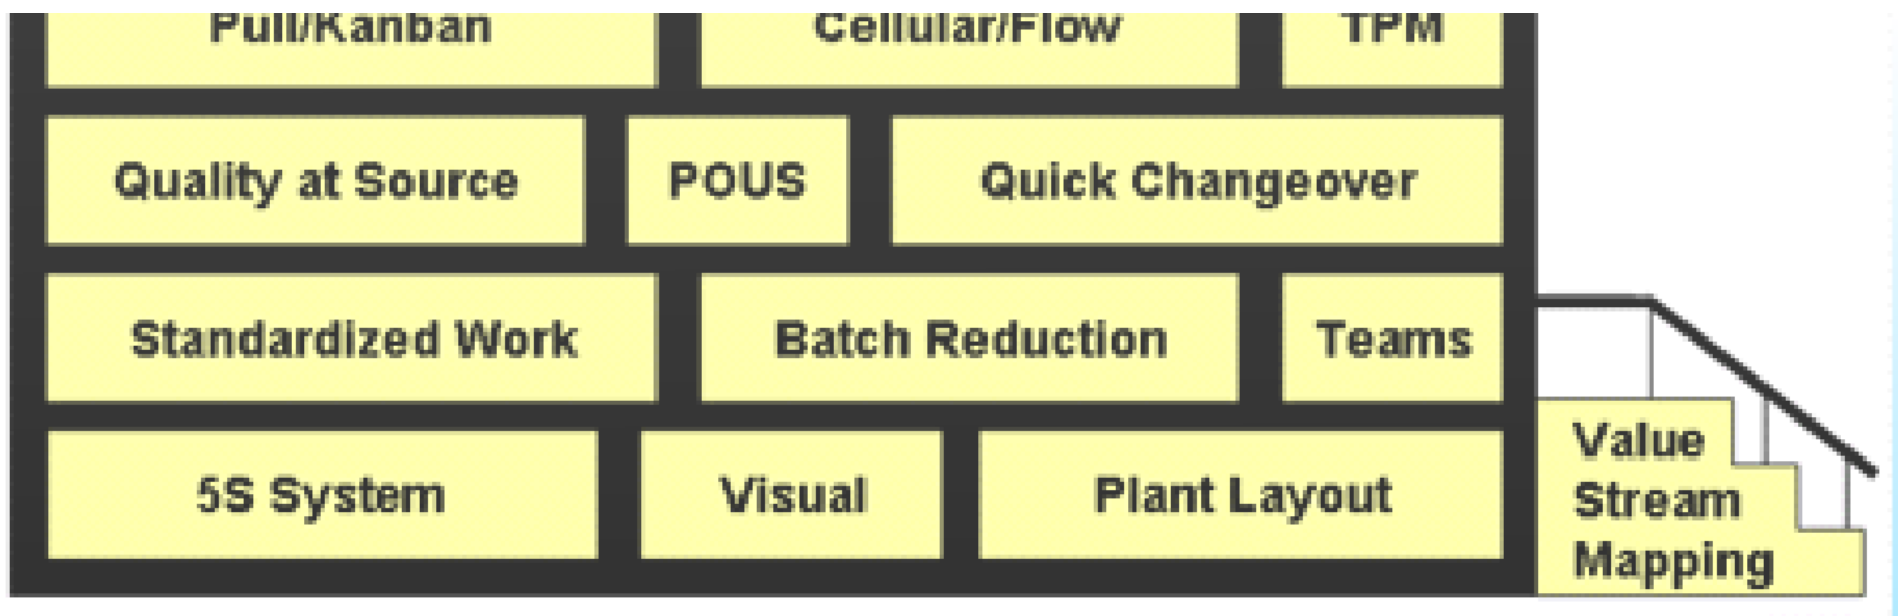 Pull/Kanban Cellular/Flow TPM
Quality at Source POUS Quick Changeover
Standardized Work Batch Reduction Teams
5S System Visual Plant Layout
Value
Stream
Mapping